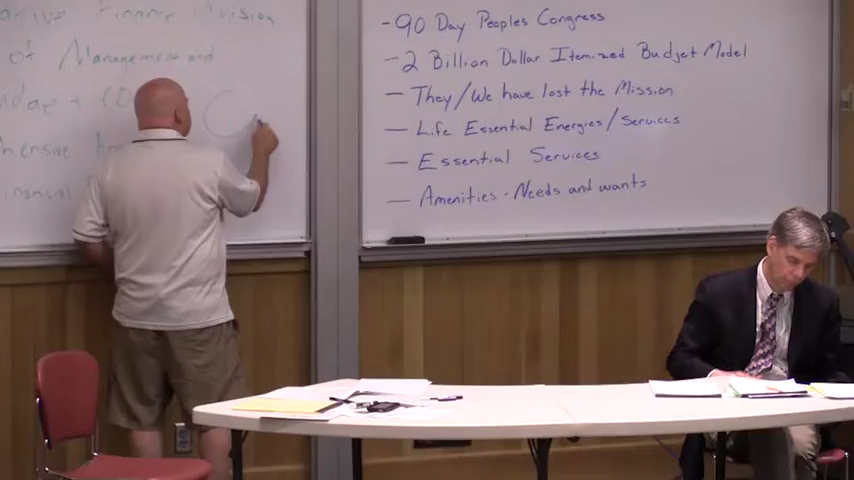 Finance Division
of Management and
- 90 Day Peoples Congress
- 2 Billion Dollar Itemized Budget Model
- They/We have lost the Mission
- Life Essential Energies/Services
- Essential Services
- Amenities - Needs and wants